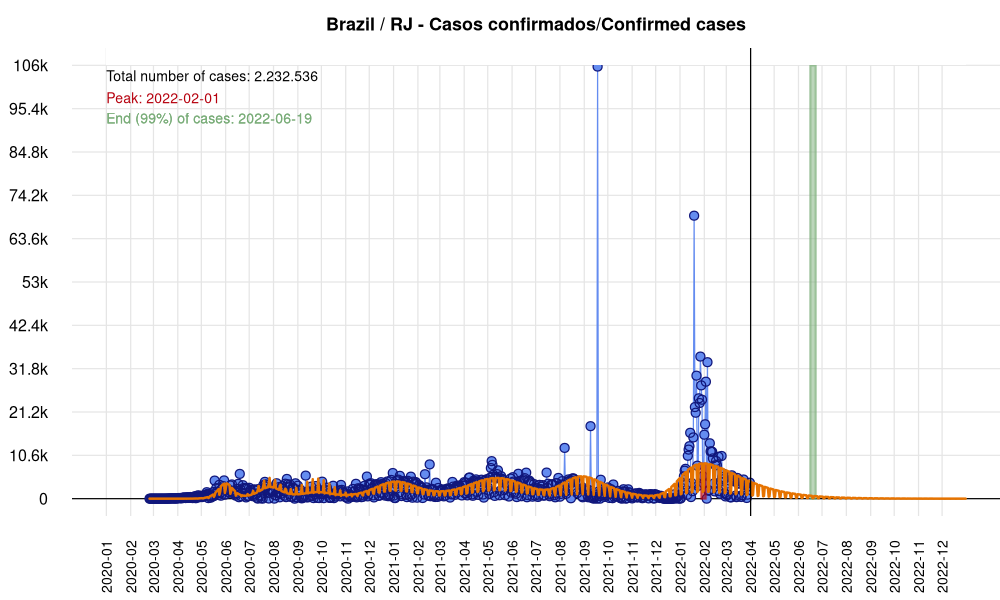 Brazil / RJ - Casos confirmados/Confirmed cases
106k
95.4k
84.8k
74.2k
63.6k
53k
42.4k
31.8k
21.2k
10.6k
0
Total number of cases: 2.232.536
Peak: 2022-02-01
End (99%) of cases: 2022-06-19
2020-01
2020-02
2020-03
2020-04
2020-05
2020-06
2020-07
2020-08
2020-09
2020-10
2020-11
2020-12
2021-01
2021-02
2021-03
2021-04
2021-05
2021-06
2021-07
2021-08
2021-09
2021-10
2021-11
2021-12
2022-01
2022-02
2022-03
2022-04
2022-05
2022-06
2022-07
2022-08
2022-09
2022-10
2022-11
2022-12